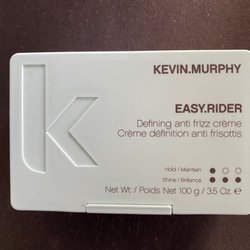 KEVIN.MURPHY
EASY.RIDER
Defining anti frizz crème
Crème définition anti frisottis
Hold / Maintien
Shine / Brillance
Net Wt. / Poids Net 100 g / 3.5 Oz. e